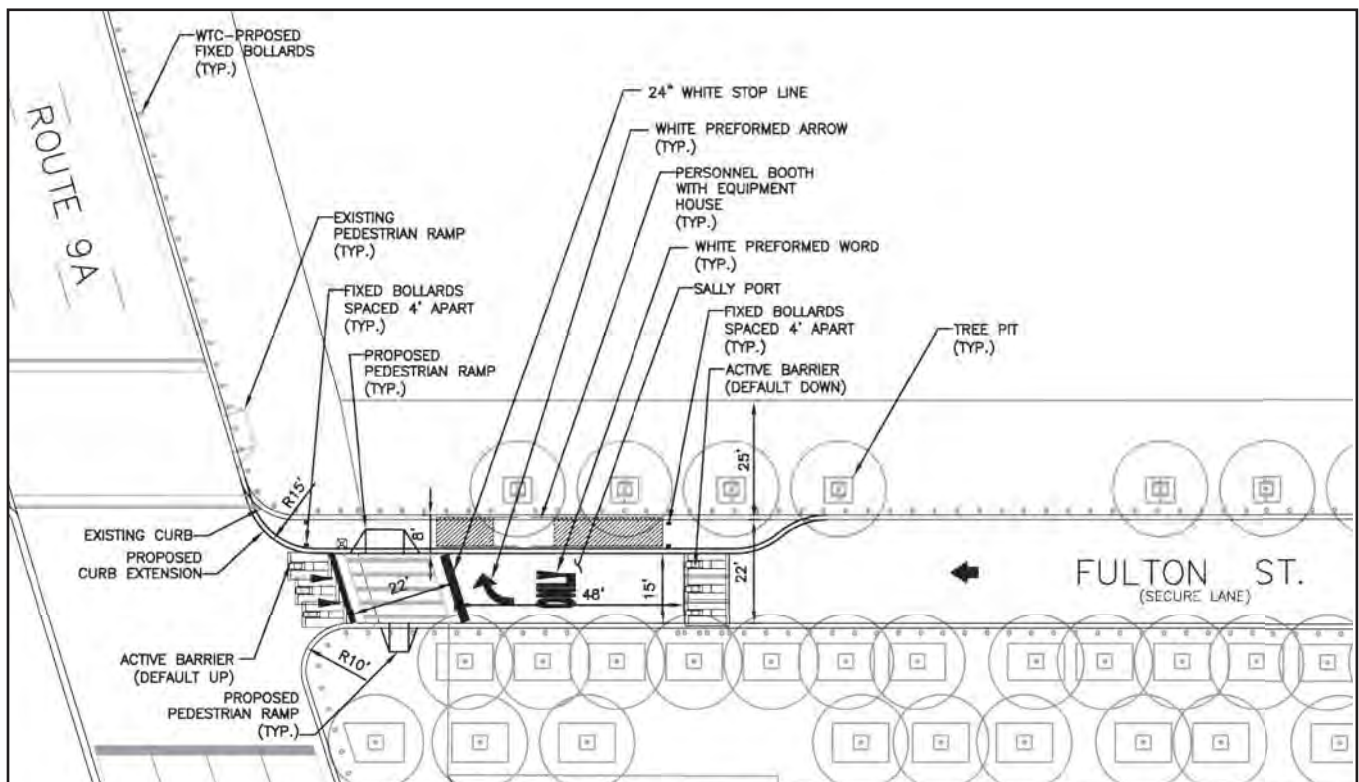 WTC-PRPOSED
FIXED BOLLARDS
(TYP.)
ROUTE 9A
24" WHITE STOP LINE
WHITE PREFORMED ARROW
(TYP.)
PERSONNEL BOOTH
WITH EQUIPMENT
HOUSE
(TYP.)
EXISTING
PEDESTRIAN RAMP
(TYP.)
WHITE PREFORMED WORD
(TYP.)
SALLY PORT
FIXED BOLLARDS
SPACED 4' APART
(TYP.)
FIXED BOLLARDS
SPACED 4' APART
(TYP.)
TREE PIT
(TYP.)
PROPOSED
PEDESTRIAN RAMP
(TYP.)
ACTIVE BARRIER
(DEFAULT DOWN)
25'
R15'
EXISTING CURB
8'
PROPOSED
CURB EXTENSION
22'
ONLY
48'
15'
22'
FULTON ST.
(SECURE LANE)
R10'
ACTIVE BARRIER
(DEFAULT UP)
PROPOSED
PEDESTRIAN RAMP
(TYP.)